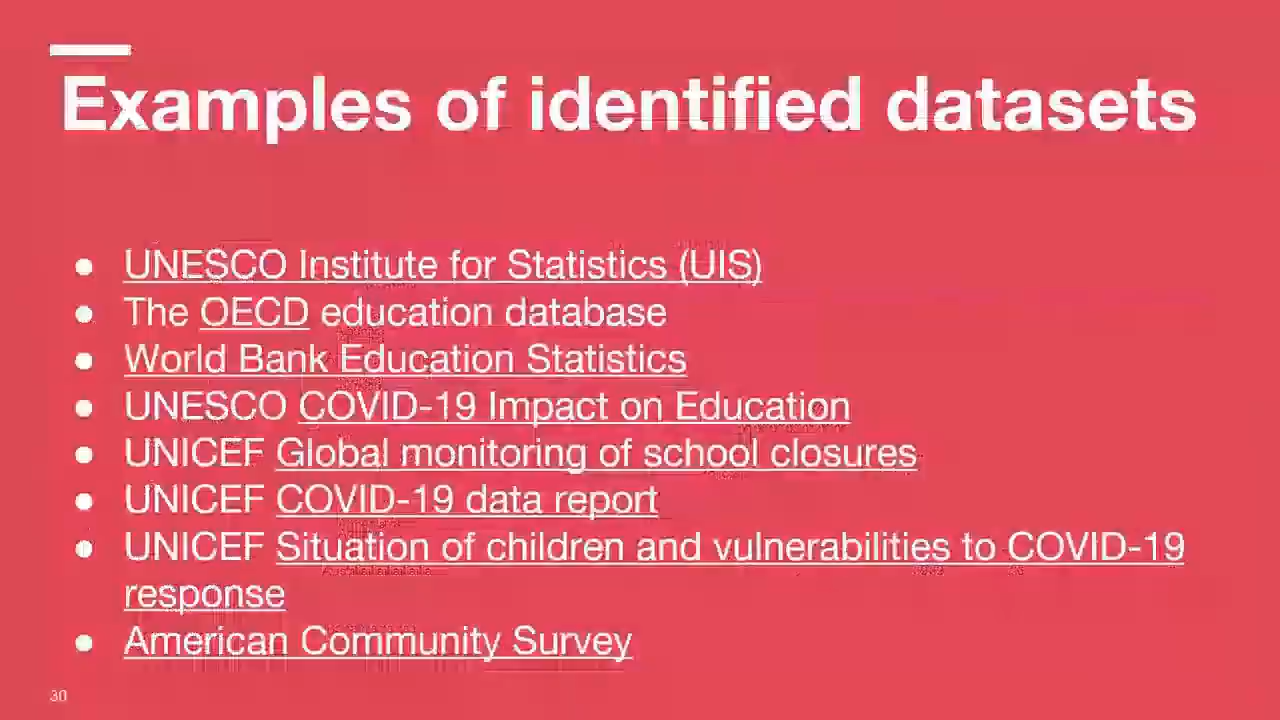 Examples of identified datasets
● UNESCO Institute for Statistics (UIS)
● The OECD education database
● World Bank Education Statistics
● UNESCO COVID-19 Impact on Education
● UNICEF Global monitoring of school closures
● UNICEF COVID-19 data report
● UNICEF Situation of children and vulnerabilities to COVID-19
response
● American Community Survey
30